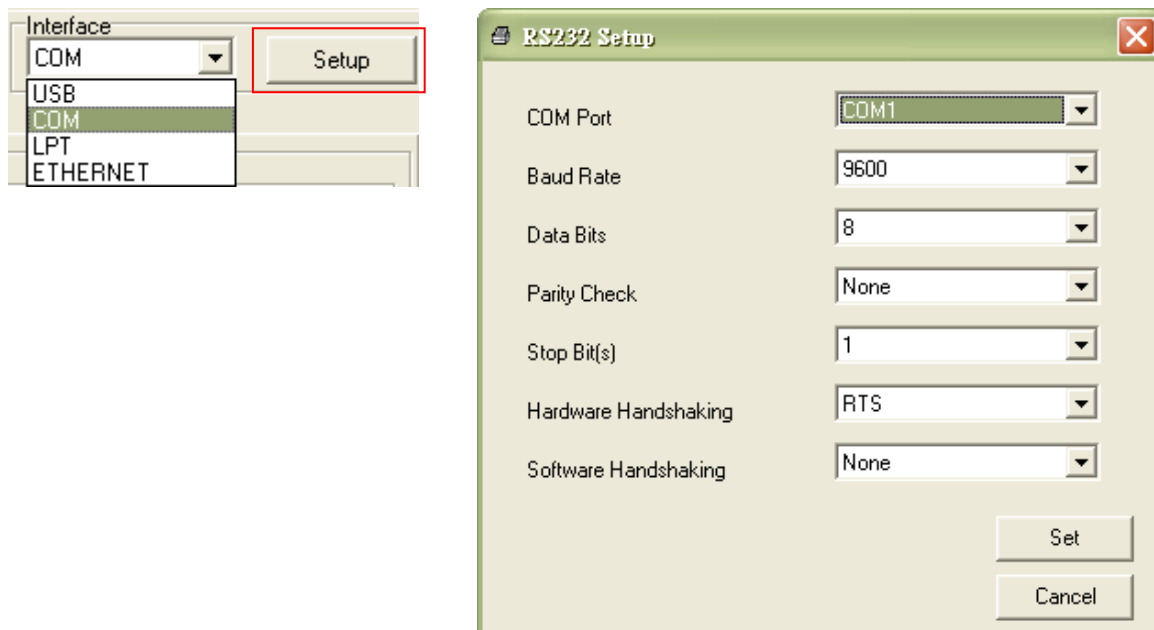 Interface
COM
Setup
USB
COM
LPT
ETHERNET
RS232 Setup
COM Port COM1
Baud Rate 9600
Data Bits 8
Parity Check None
Stop Bit(s) 1
Hardware Handshaking RTS
Software Handshaking None
Set
Cancel